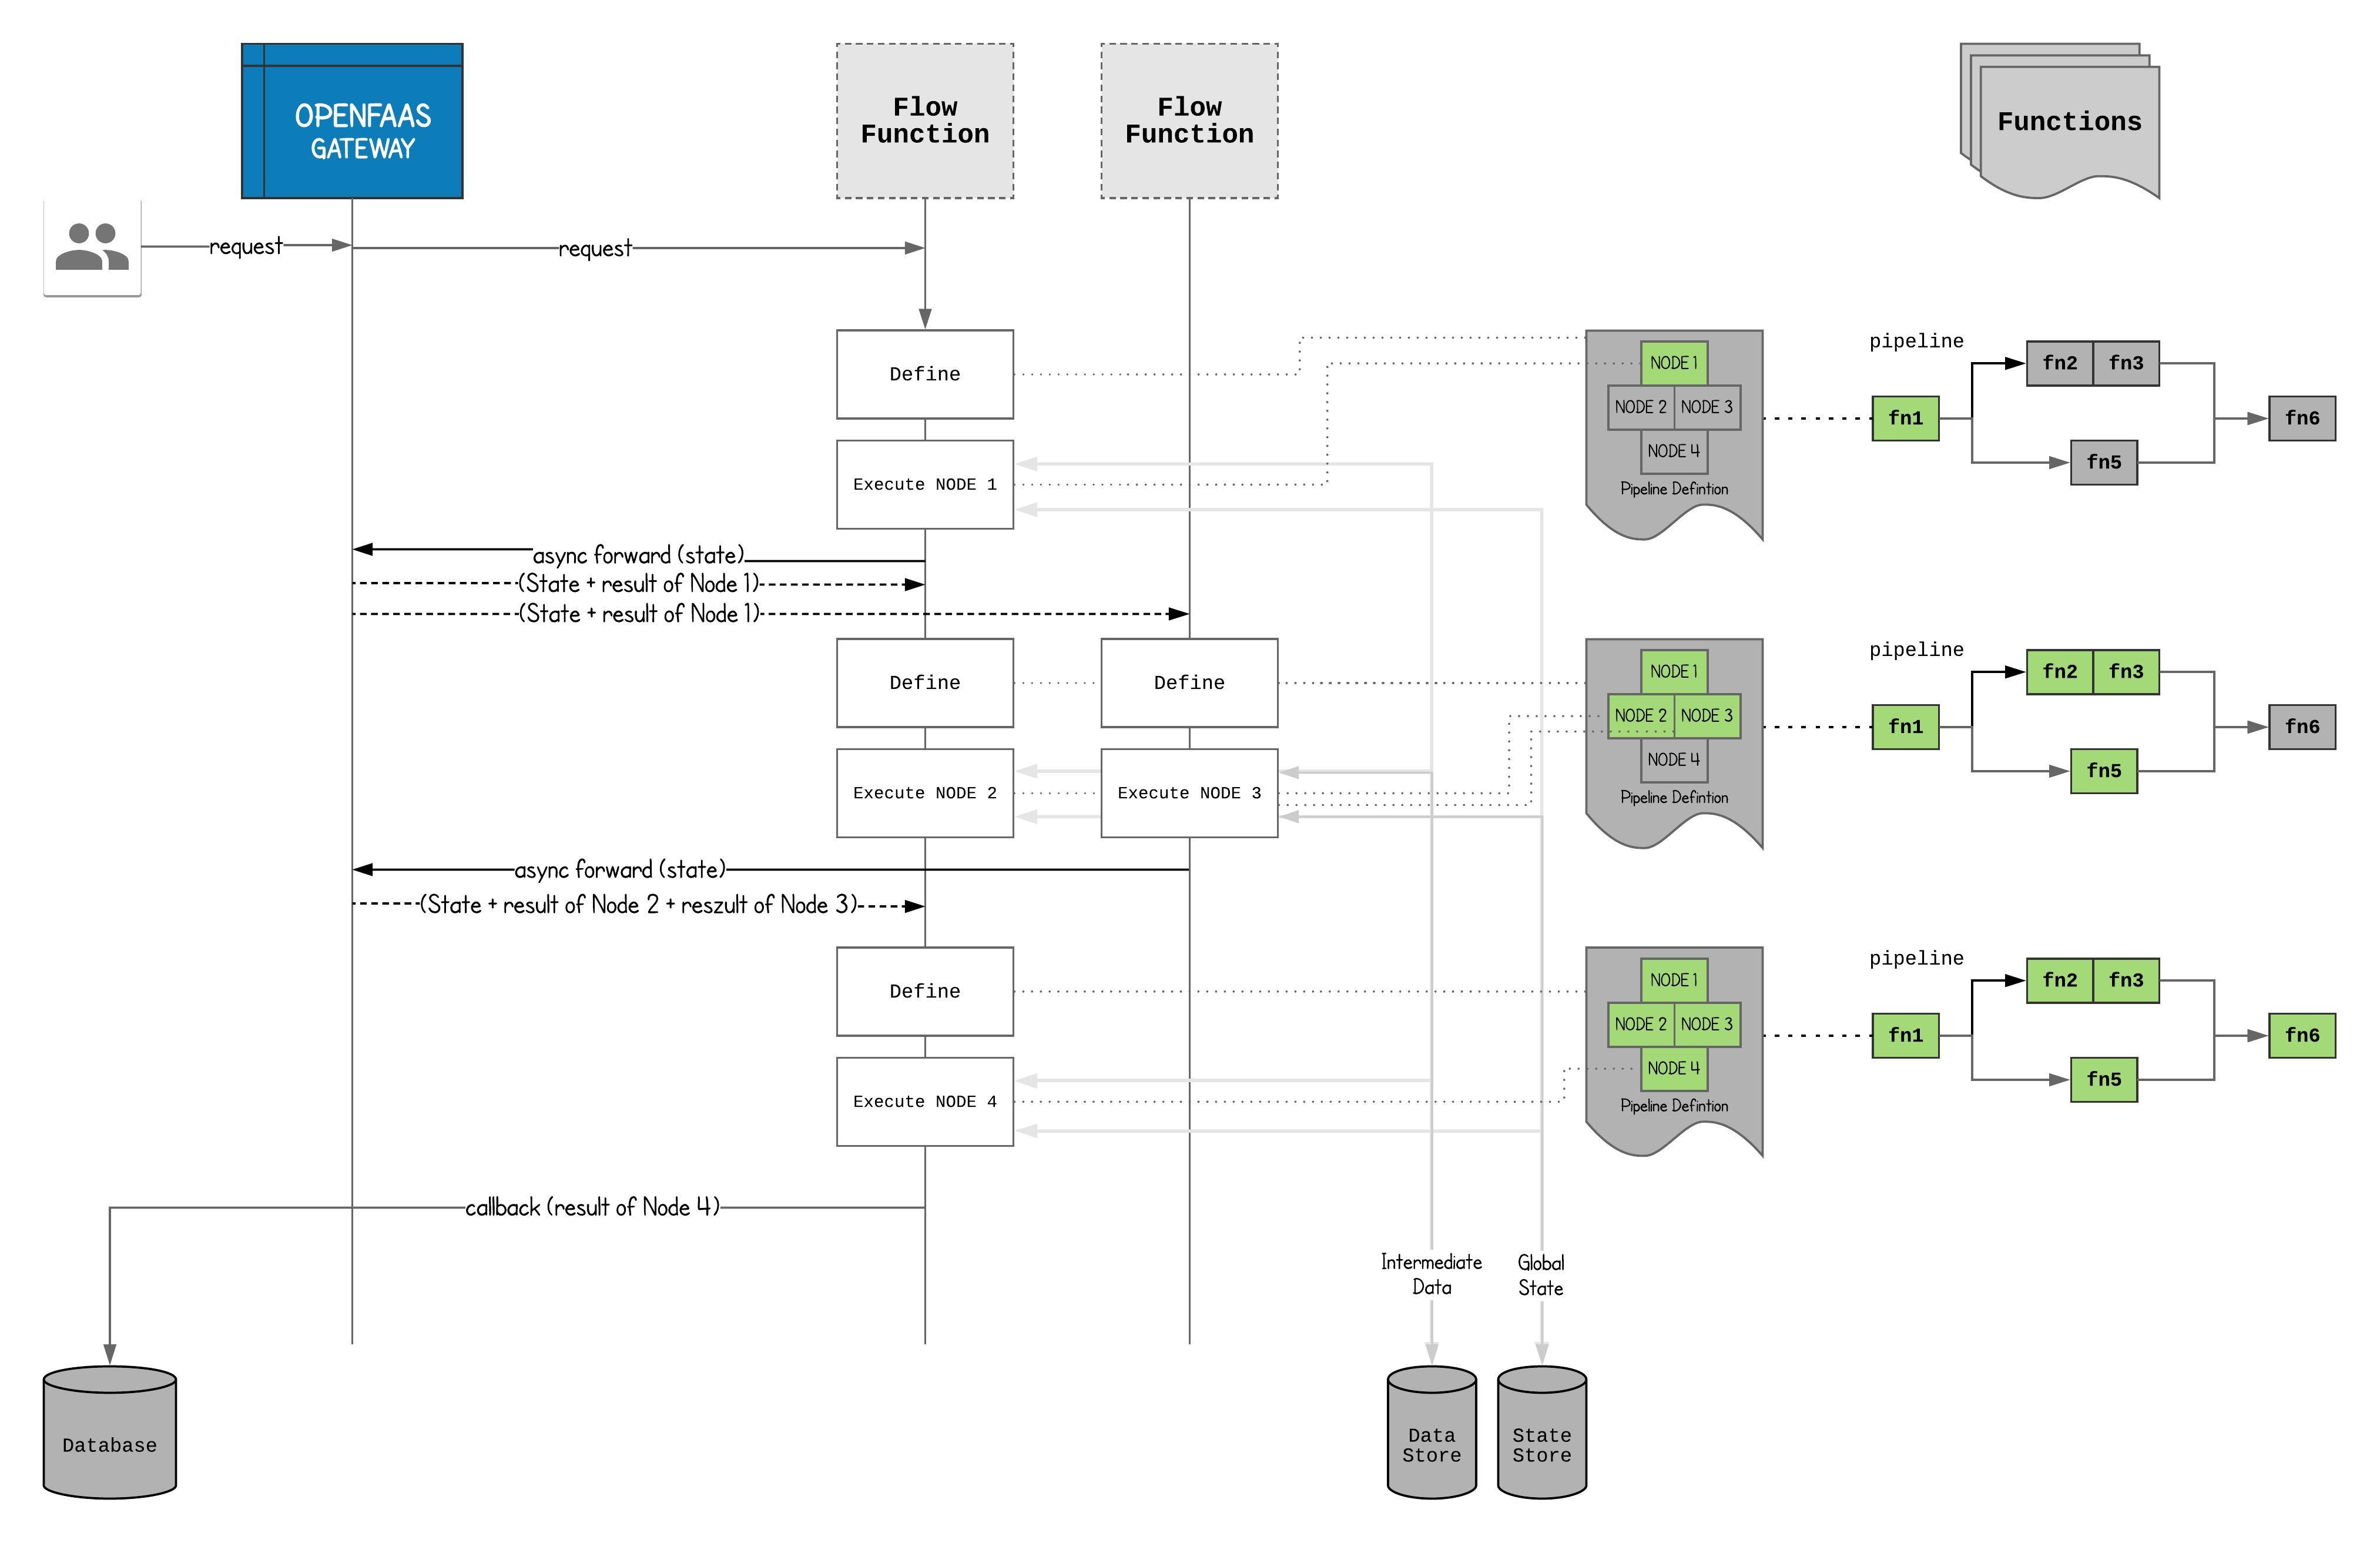 OPENFAAS
GATEWAY
Flow
Function
Flow
Function
Functions
request
request
Define
NODE 1
NODE 2
NODE 3
NODE 4
Pipeline Defintion
pipeline
fn1
fn2
fn3
fn5
fn6
Execute NODE 1
async forward (state)
(State + result of Node 1)
(State + result of Node 1)
Define
Define
NODE 1
NODE 2
NODE 3
NODE 4
Pipeline Defintion
pipeline
fn1
fn2
fn3
fn5
fn6
Execute NODE 2
Execute NODE 3
async forward (state)
(State + result of Node 2 + reszult of Node 3)
Define
NODE 1
NODE 2
NODE 3
NODE 4
Pipeline Defintion
pipeline
fn1
fn2
fn3
fn5
fn6
Execute NODE 4
callback (result of Node 4)
Intermediate
Data
Global
State
Database
Data
Store
State
Store